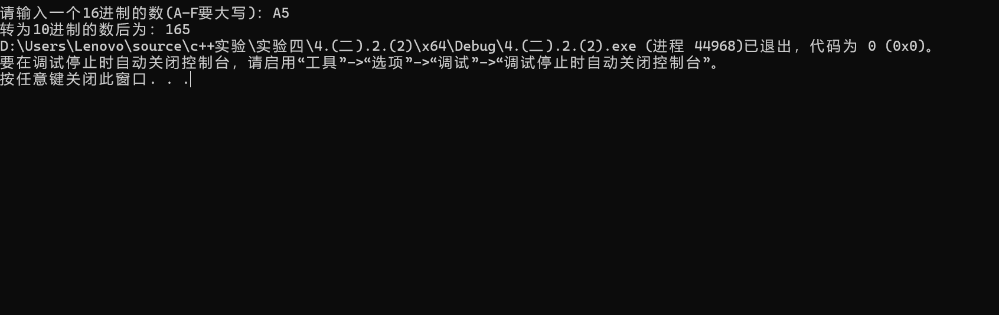 请输入一个16进制的数(A-F要大写)：A5
转为10进制的数后为：165
D:\Users\Lenovo\source\c++实验\实验四\4.(二).2.(2)\x64\Debug\4.(二).2.(2).exe (进程 44968)已退出，代码为 0 (0x0)。
要在调试停止时自动关闭控制台，请启用“工具”->“选项”->“调试”->“调试停止时自动关闭控制台”。
按任意键关闭此窗口. . .